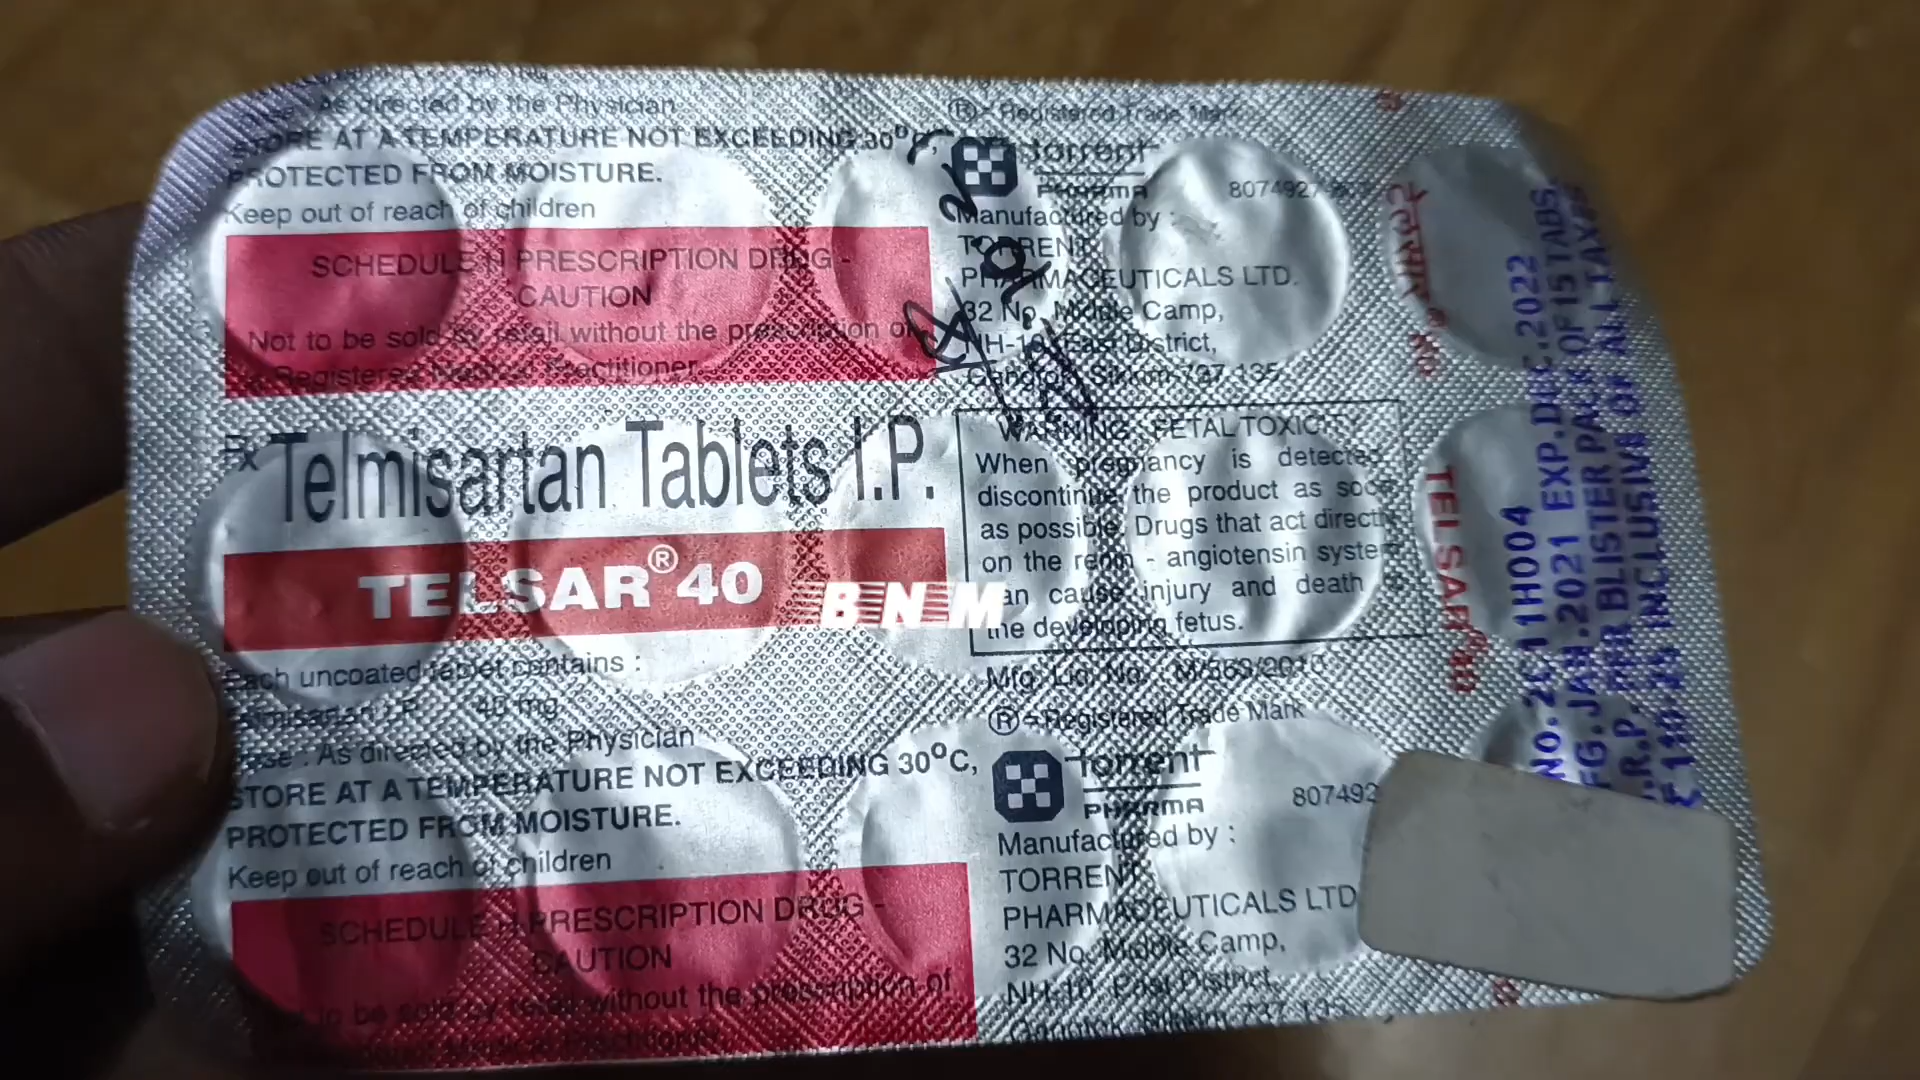 As directed by the Physician
STORE AT A TEMPERATURE NOT EXCEEDING 30°C,
PROTECTED FROM MOISTURE.
Keep out of reach of children
SCHEDULE H PRESCRIPTION DRUG -
CAUTION
Not to be sold by retail without the prescription of
a Registered Medical Practitioner
Rx Telmisartan Tablets I.P.
TELSAR® 40
BNM
Each uncoated tablet contains :
Telmisartan I.P. 40 mg
Dose : As directed by the Physician
STORE AT A TEMPERATURE NOT EXCEEDING 30°C,
PROTECTED FROM MOISTURE.
Keep out of reach of children
SCHEDULE H PRESCRIPTION DRUG -
CAUTION
to be sold by retail without the prescription of
® = Registered Trade Mark
torrent
PHARMA
8074927
Manufactured by :
TORRENT
PHARMACEUTICALS LTD.
32 No. Middle Camp,
NH-10, East District,
Gangtok, Sikkim-737 135
WARNING : FETAL TOXICITY
When pregnancy is detected
discontinue the product as soon
as possible. Drugs that act directly
on the renin - angiotensin system
can cause injury and death
the developing fetus.
Mfg. Lic. No. :
® = Registered Trade Mark
torrent
PHARMA
807492
Manufactured by :
TORRENT
PHARMACEUTICALS LTD
32 No. Middle Camp,
NH-10, East District,
Gangtok, Sikkim-737 135
TELSAR® 40
NO. 2C11H004
FG. JAN.2021 EXP. DEC.2022
.R.P. PER BLISTER PACK OF 15 TABS.
INCLUSIVE OF ALL TAXES